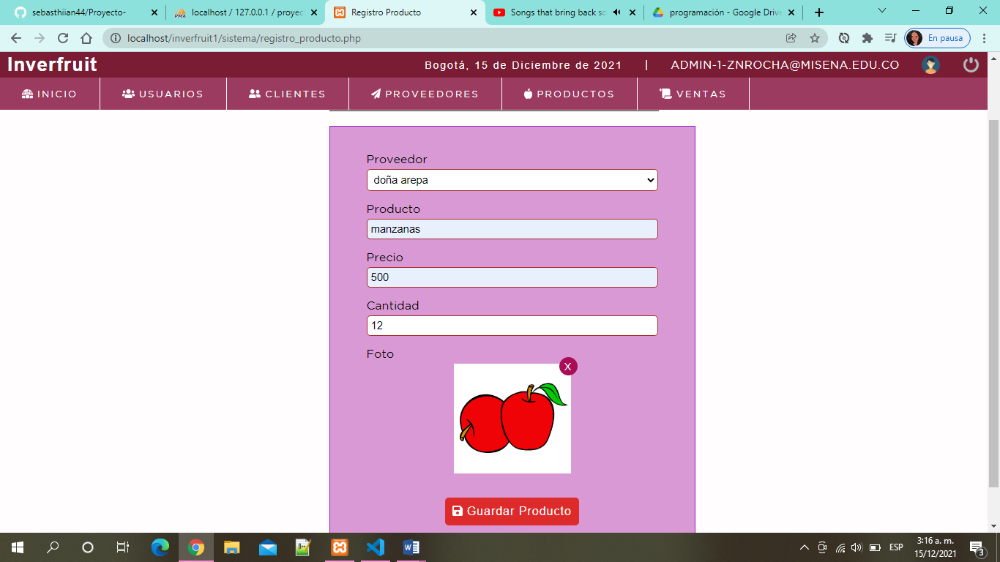 sebasthiian44/Proyecto-
localhost / 127.0.0.1 / proyec
Registro Producto
Songs that bring back so
programación - Google Drive
localhost/inverfruit1/sistema/registro_producto.php
En pausa
Inverfruit
Bogotá, 15 de Diciembre de 2021 | ADMIN-1-ZNROCHA@MISENA.EDU.CO
INICIO USUARIOS CLIENTES PROVEEDORES PRODUCTOS VENTAS
Proveedor
doña arepa
Producto
manzanas
Precio
500
Cantidad
12
Foto
X
Guardar Producto
ESP
3:16 a. m.
15/12/2021
3